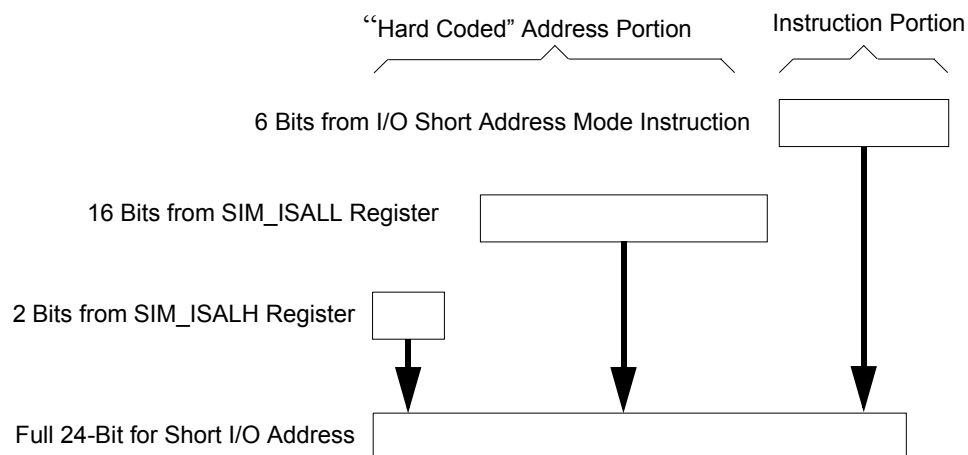 “Hard Coded” Address Portion
Instruction Portion
6 Bits from I/O Short Address Mode Instruction
16 Bits from SIM_ISALL Register
2 Bits from SIM_ISALH Register
Full 24-Bit for Short I/O Address